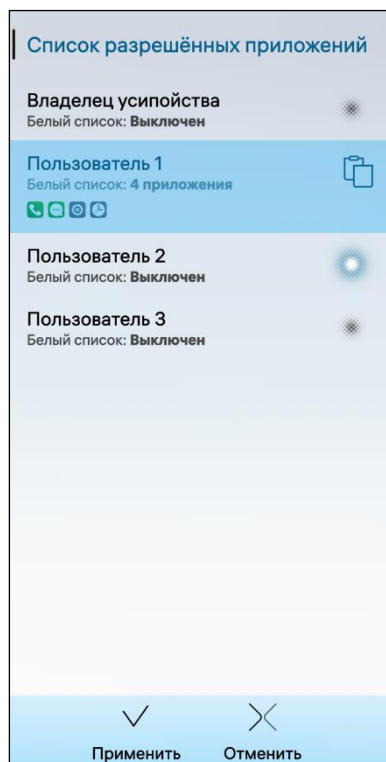 Список разрешённых приложений
Владелец усипойства
Белый список: Выключен
Пользователь 1
Белый список: 4 приложения
Пользователь 2
Белый список: Выключен
Пользователь 3
Белый список: Выключен
Применить Отменить